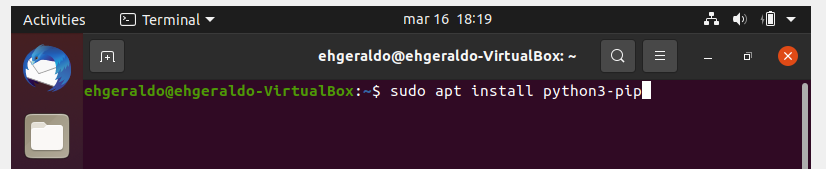 Activities Terminal mar 16 18:19
ehgeraldo@ehgeraldo-VirtualBox: ~
ehgeraldo@ehgeraldo-VirtualBox:~$ sudo apt install python3-pip